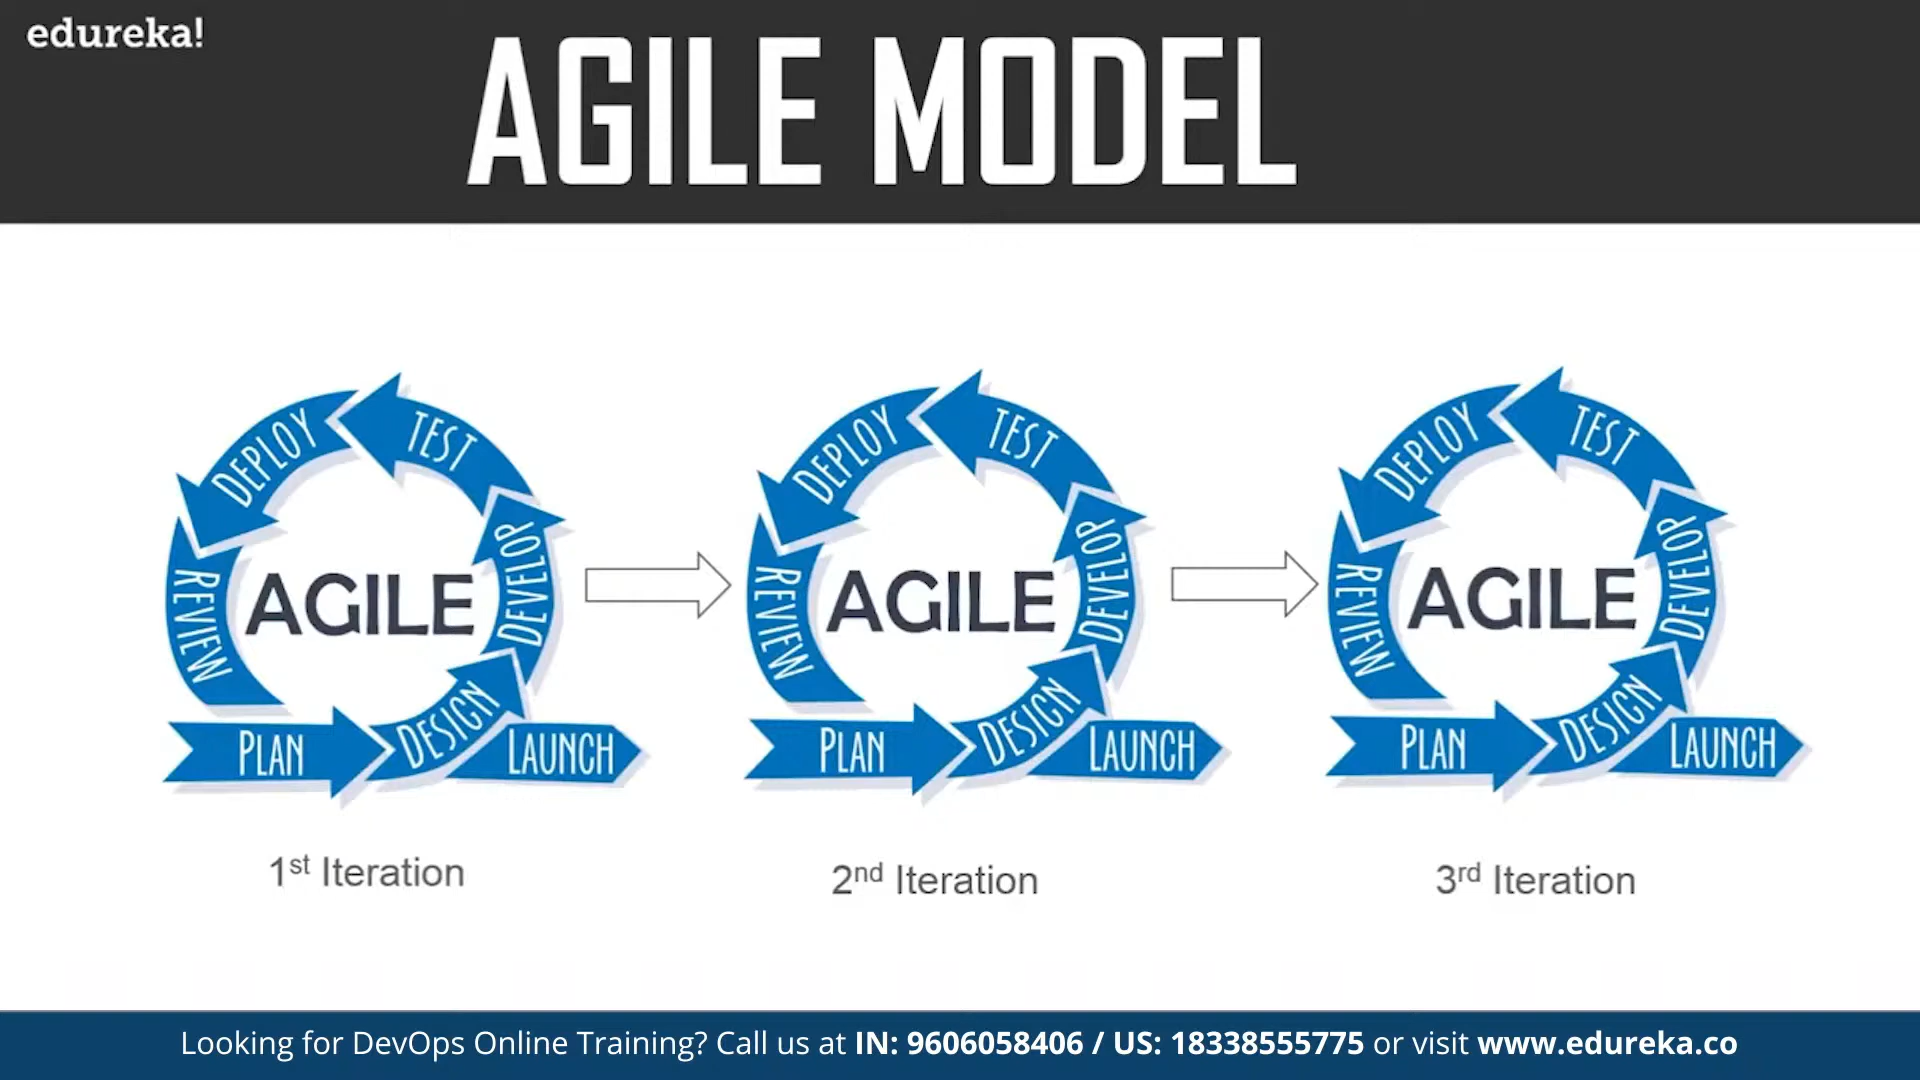 edureka!
AGILE MODEL
DEPLOY
TEST
REVIEW
AGILE
DEVELOP
PLAN
DESIGN
LAUNCH
1st Iteration
DEPLOY
TEST
REVIEW
AGILE
DEVELOP
PLAN
DESIGN
LAUNCH
2nd Iteration
DEPLOY
TEST
REVIEW
AGILE
DEVELOP
PLAN
DESIGN
LAUNCH
3rd Iteration
Looking for DevOps Online Training? Call us at IN: 9606058406 / US: 18338555775 or visit www.edureka.co